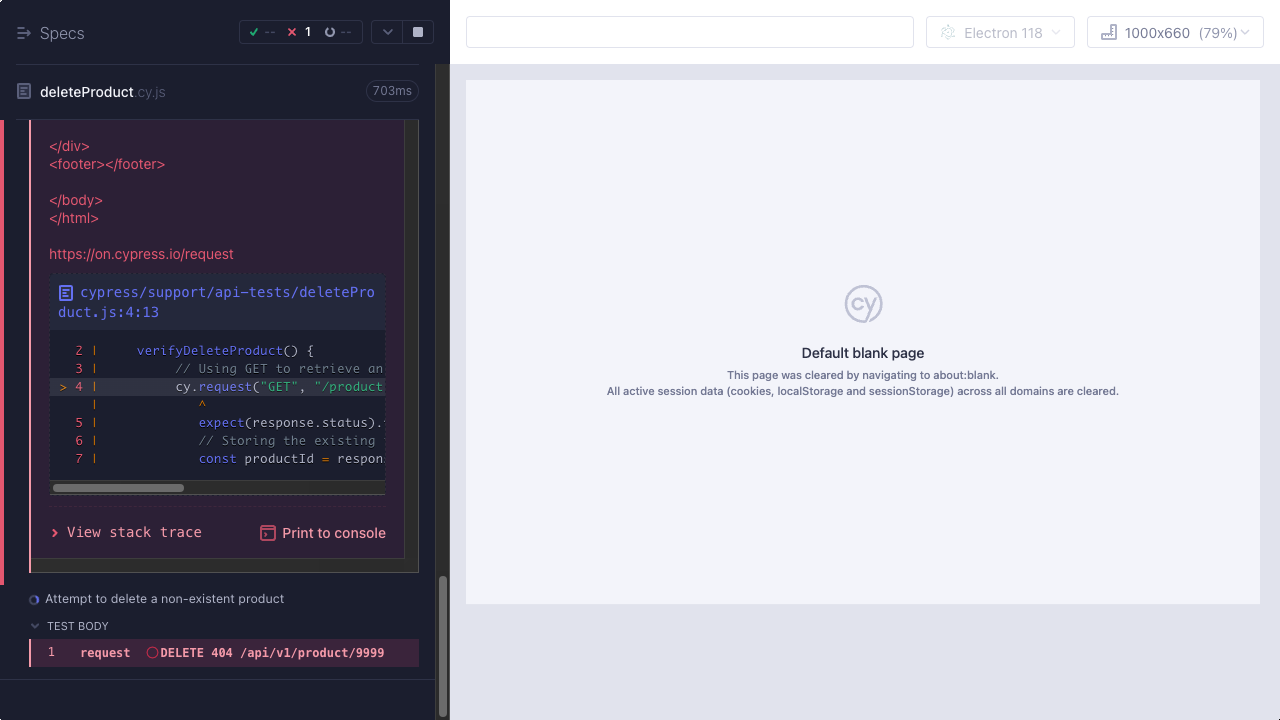 Specs
--
1
--
Electron 118
1000x660 (79%)
deleteProduct.cy.js
703ms
</div>
<footer></footer>
</body>
</html>
https://on.cypress.io/request
cypress/support/api-tests/deletePro
duct.js:4:13
2 | verifyDeleteProduct() {
3 | // Using GET to retrieve an
> 4 | cy.request("GET", "/product
| ^
5 | expect(response.status).
6 | // Storing the existing
7 | const productId = respon
View stack trace
Print to console
Attempt to delete a non-existent product
TEST BODY
1 request DELETE 404 /api/v1/product/9999
cy
Default blank page
This page was cleared by navigating to about:blank.
All active session data (cookies, localStorage and sessionStorage) across all domains are cleared.